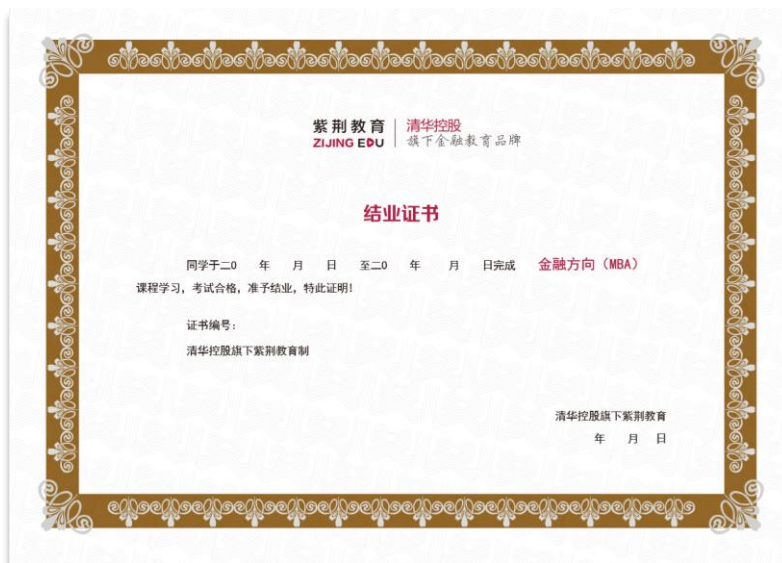 紫荆教育
ZIJING EDU
清华控股
旗下金融教育品牌
结业证书
同学于二0 年 月 日 至二0 年 月 日完成 金融方向（MBA）
课程学习，考试合格，准予结业，特此证明!
证书编号：
清华控股旗下紫荆教育制
清华控股旗下紫荆教育
年 月 日